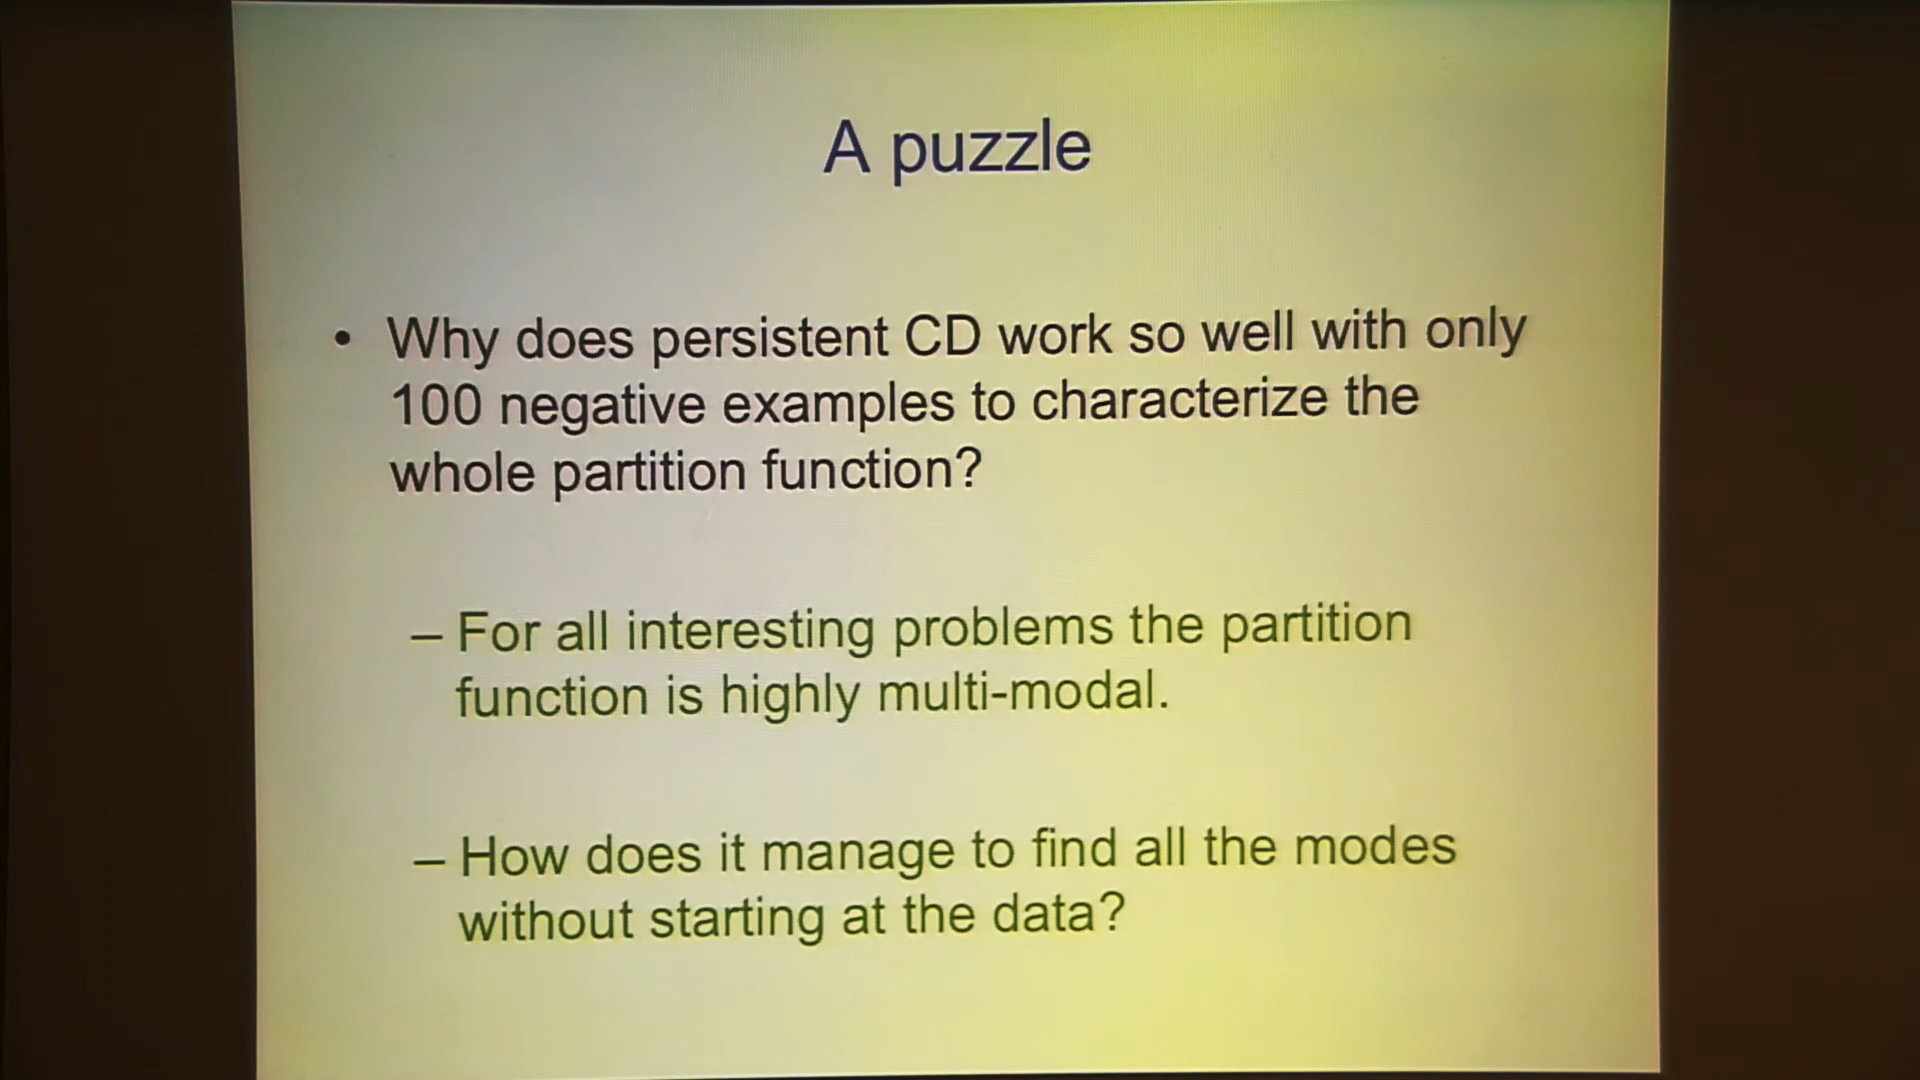 A puzzle
• Why does persistent CD work so well with only
100 negative examples to characterize the
whole partition function?
– For all interesting problems the partition
function is highly multi-modal.
– How does it manage to find all the modes
without starting at the data?